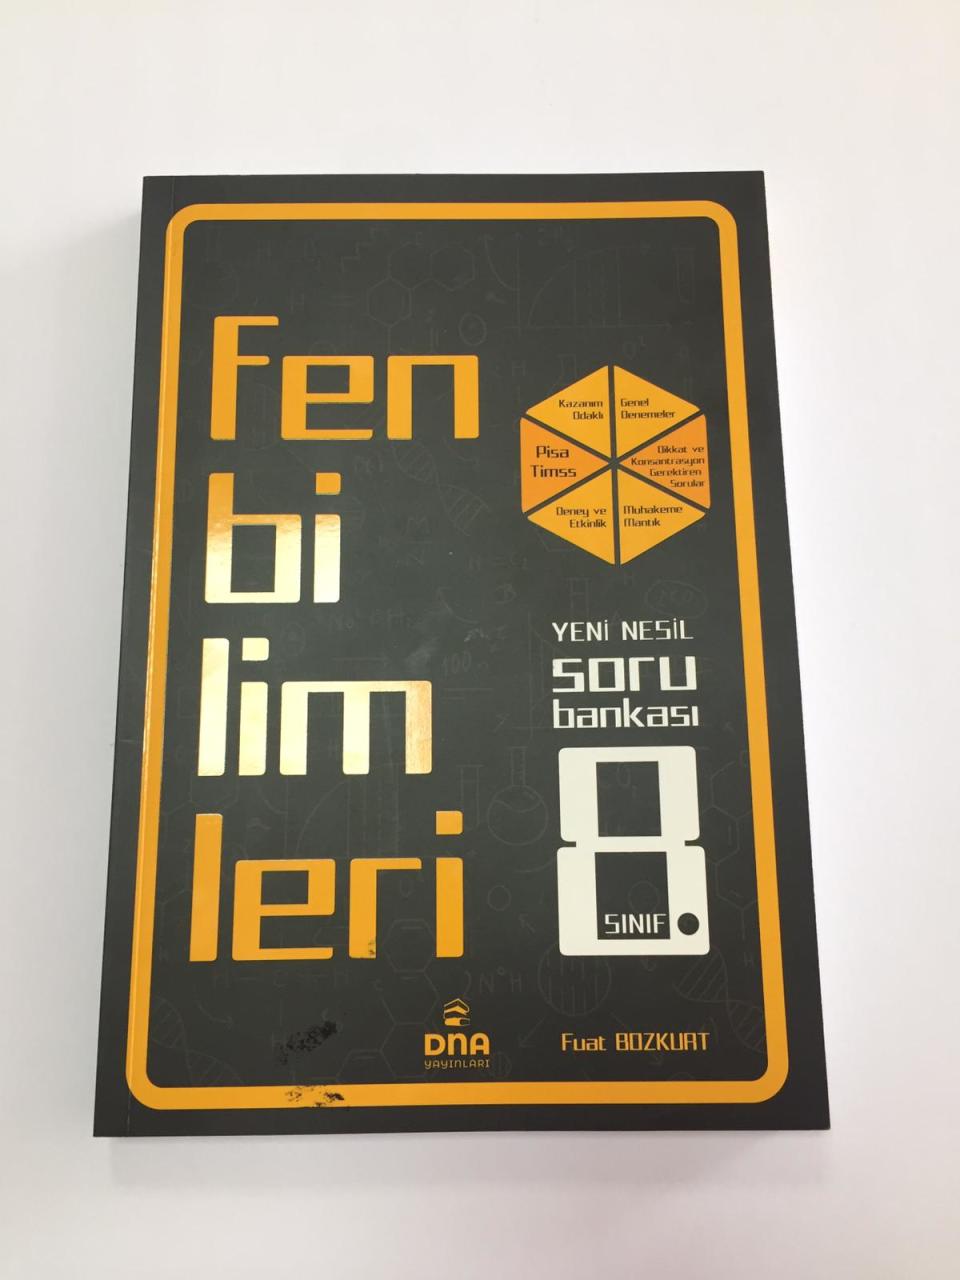 Fen
bi
lim
leri
Kazanım
Odaklı
Genel
Denemeler
Pisa
Timss
Dikkat ve
Konsantrasyon
Gerektiren
Sorular
Deney ve
Etkinlik
Muhakeme
Mantık
YENİ NESİL
soru
bankası
8.
SINIF
DNA
YAYINLARI
Fuat BOZKURT